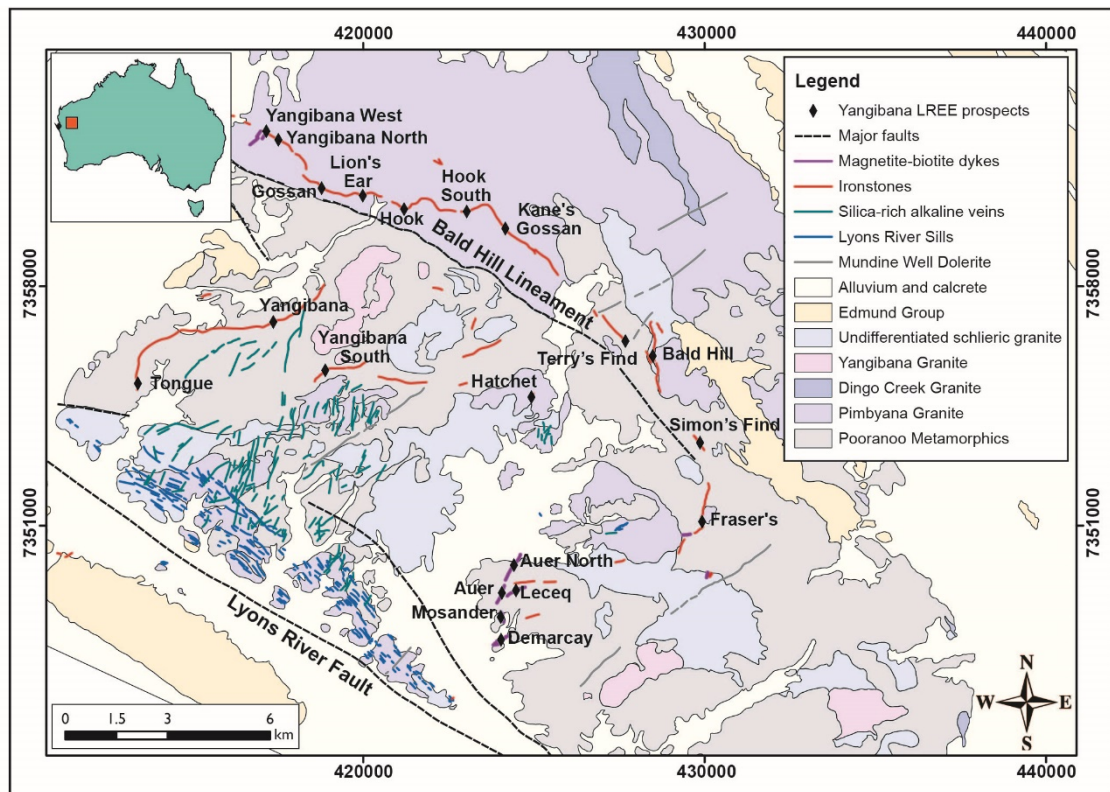 420000
430000
440000
Yangibana West
Yangibana North
Lion's
Ear
Gossan
Hook
Hook
South
Kane's
Gossan
Bald Hill Lineament
7358000
7358000
Yangibana
Yangibana
South
Tongue
Terry's Find
Bald Hill
Hatchet
Simon's Find
7351000
7351000
Fraser's
Auer North
Auer
Leceq
Mosander
Demarcay
Lyons River Fault
Legend
Yangibana LREE prospects
Major faults
Magnetite-biotite dykes
Ironstones
Silica-rich alkaline veins
Lyons River Sills
Mundine Well Dolerite
Alluvium and calcrete
Edmund Group
Undifferentiated schlieric granite
Yangibana Granite
Dingo Creek Granite
Pimbyana Granite
Pooranoo Metamorphics
0 1.5 3 6
km
N
W E
S
420000
430000
440000